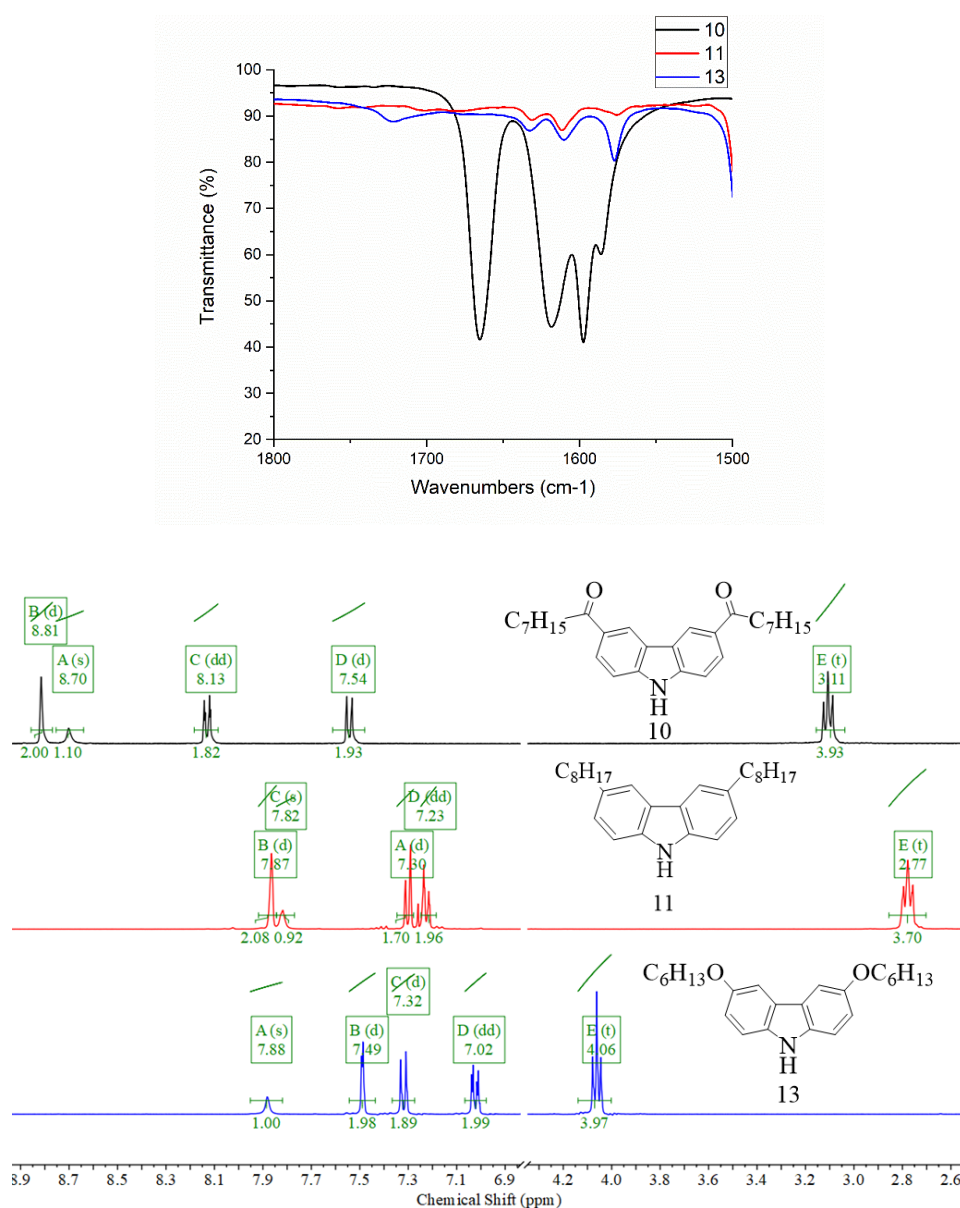 10
11
13
100
90
80
70
60
50
40
30
20
Transmittance (%)
1800
1700
1600
1500
Wavenumbers (cm-1)
B (d)
8.81
A (s)
8.70
C (dd)
8.13
D (d)
7.54
E (t)
3.11
2.00 1.10
1.82
1.93
3.93
O
O
C7H15
C7H15
N
H
10
C (s)
7.82
B (d)
7.87
D (dd)
7.23
A (d)
7.30
E (t)
2.77
2.08 0.92
1.70 1.96
3.70
C8H17
C8H17
N
H
11
A (s)
7.88
B (d)
7.49
C (d)
7.32
D (dd)
7.02
E (t)
4.06
1.00
1.98
1.89
1.99
3.97
C6H13O
OC6H13
N
H
13
8.9 8.7 8.5 8.3 8.1 7.9 7.7 7.5 7.3 7.1 6.9 4.2 4.0 3.8 3.6 3.4 3.2 3.0 2.8 2.6
Chemical Shift (ppm)